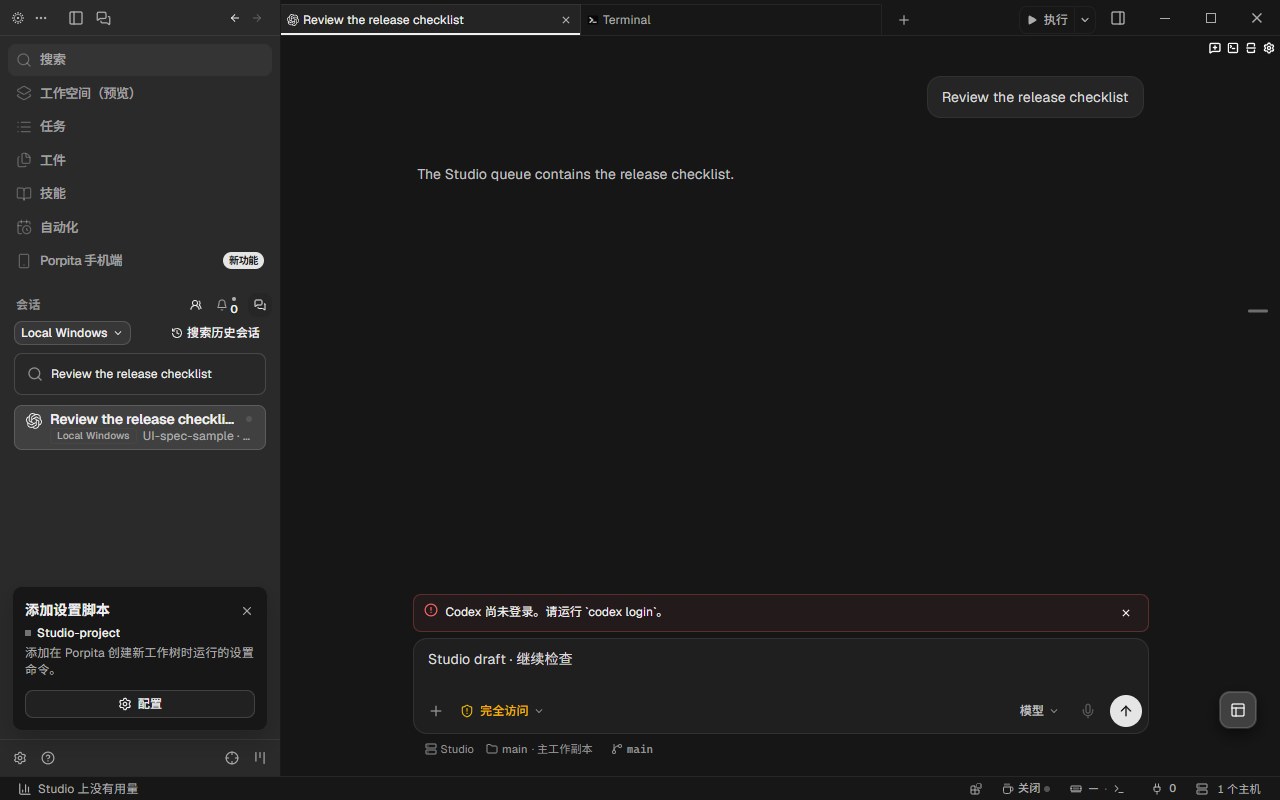 Review the release checklist
Terminal
执行
搜索
工作空间（预览）
任务
工件
技能
自动化
Porpita 手机端
新功能
会话
0
Local Windows
搜索历史会话
Review the release checklist
Review the release checkli...
Local Windows
UI-spec-sample · ...
添加设置脚本
Studio-project
添加在 Porpita 创建新工作树时运行的设置
命令。
配置
Review the release checklist
The Studio queue contains the release checklist.
Codex 尚未登录。请运行 `codex login`。
Studio draft · 继续检查
完全访问
模型
Studio
main · 主工作副本
main
Studio 上没有用量
关闭
— ·
0
1 个主机